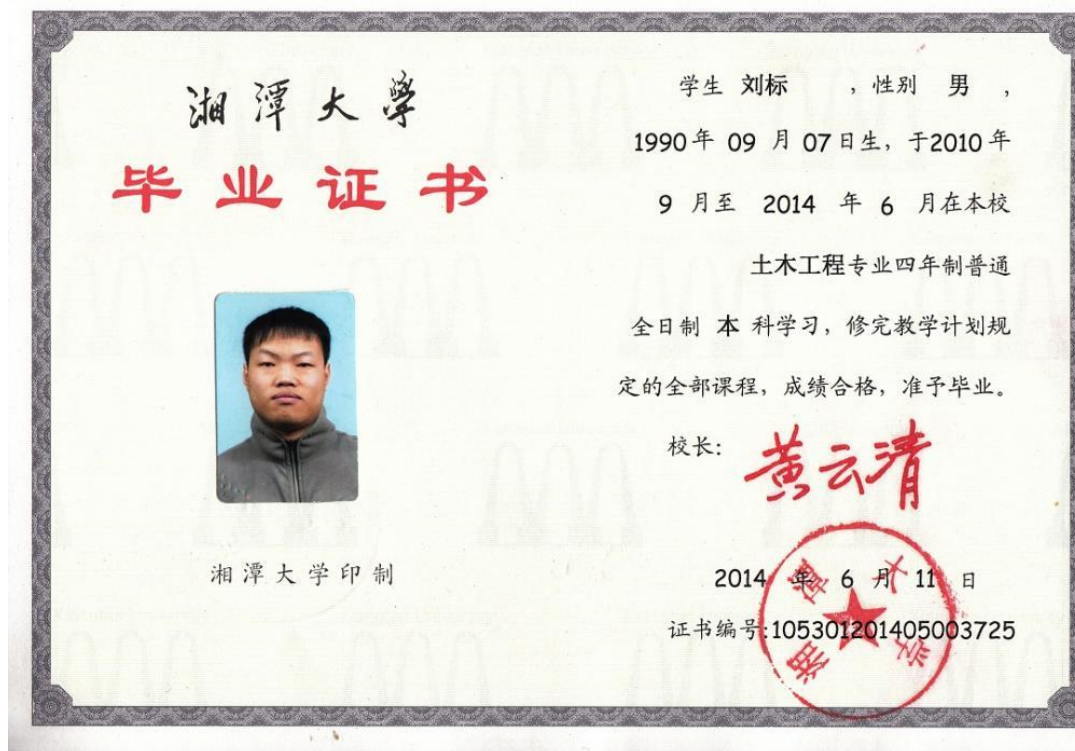 湘潭大学
毕业证书
湘潭大学印制
学生 刘标 ，性别 男 ，
1990年 09 月 07日生，于2010年
9 月至 2014 年 6 月在本校
土木工程专业四年制普通
全日制 本 科学习，修完教学计划规
定的全部课程，成绩合格，准予毕业。
校长：
黄云清
2014 年 6 月 11 日
证书编号:105301201405003725
湘潭大学